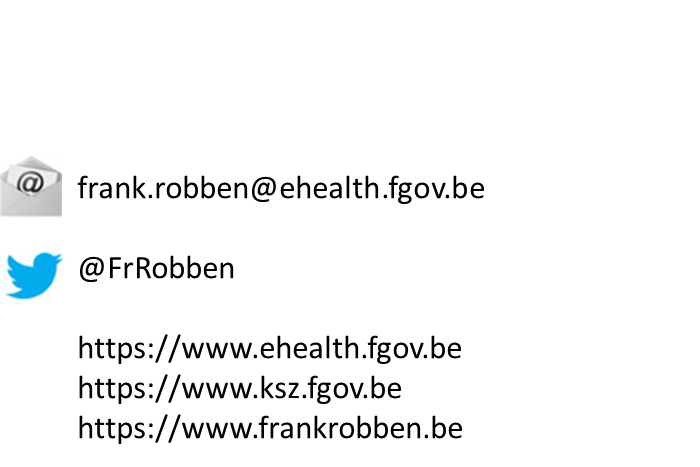 frank.robben@ehealth.fgov.be
@FrRobben
https://www.ehealth.fgov.be
https://www.ksz.fgov.be
https://www.frankrobben.be